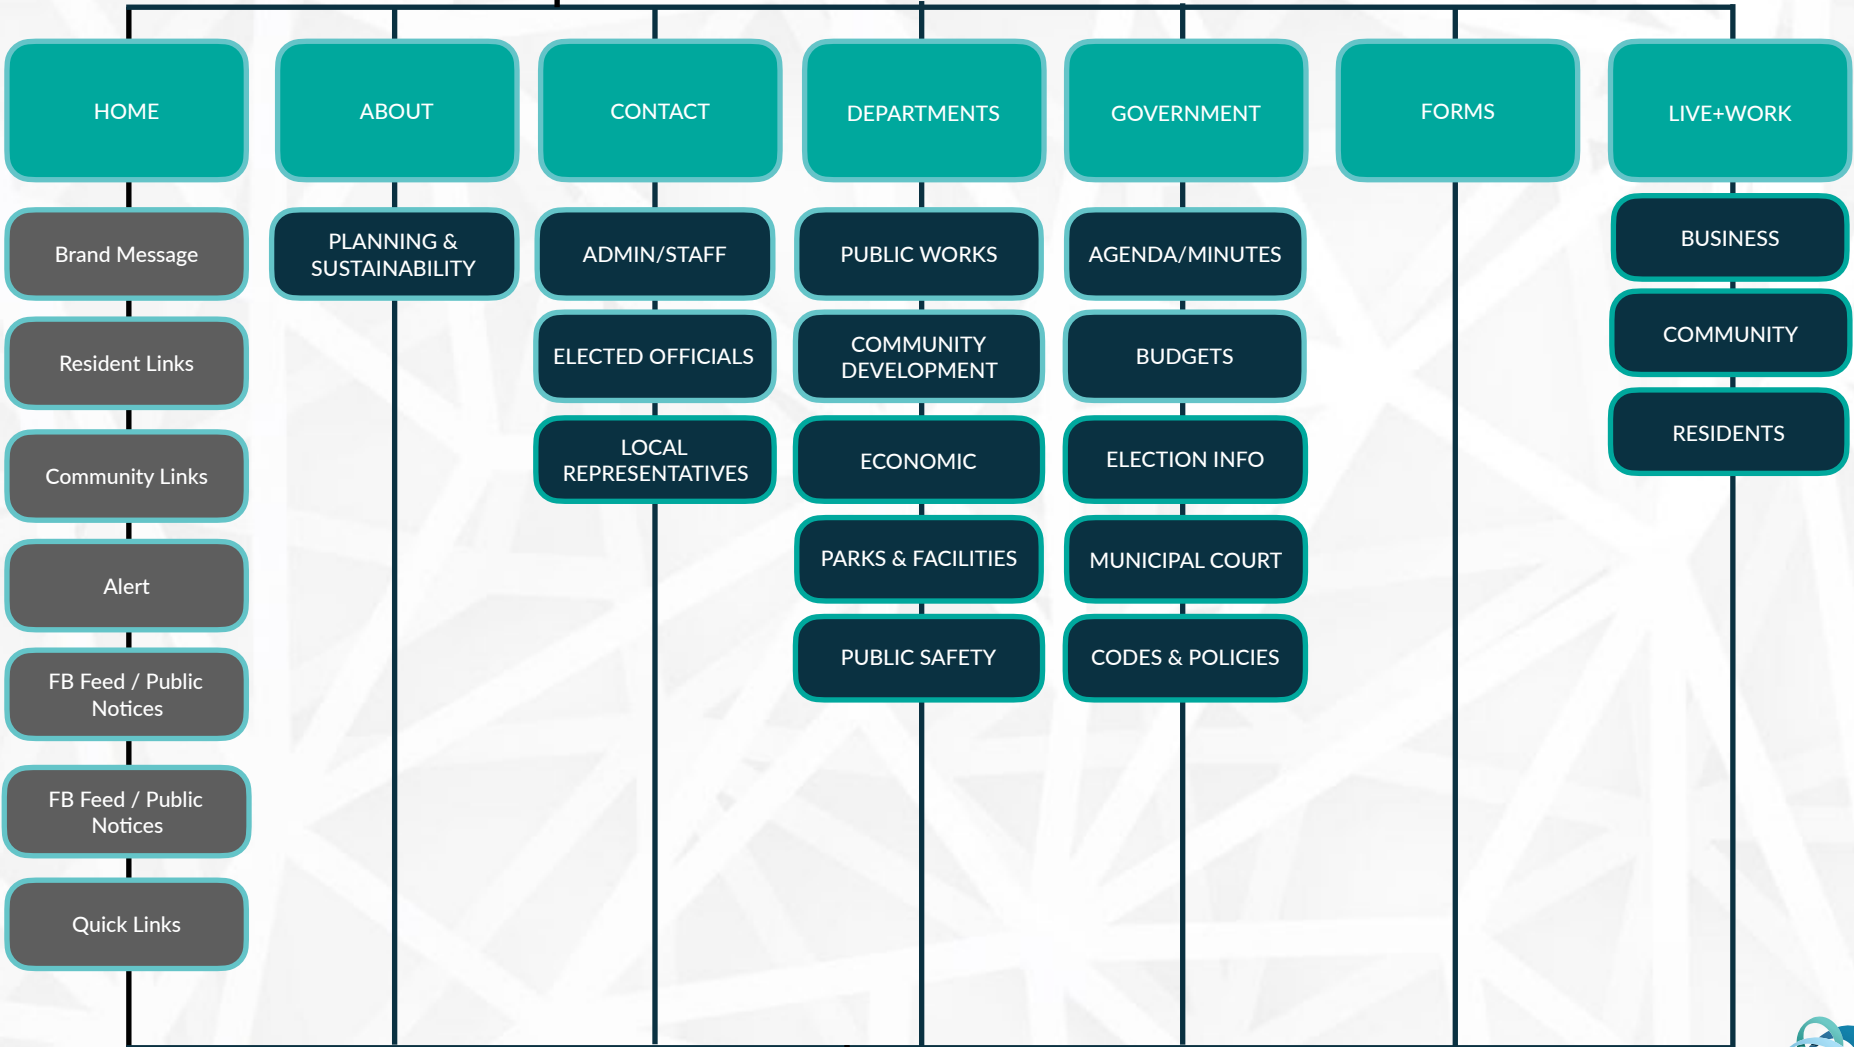 HOME
ABOUT
CONTACT
DEPARTMENTS
GOVERNMENT
FORMS
LIVE+WORK
Brand Message
Resident Links
Community Links
Alert
FB Feed / Public
Notices
FB Feed / Public
Notices
Quick Links
PLANNING &
SUSTAINABILITY
ADMIN/STAFF
ELECTED OFFICIALS
LOCAL
REPRESENTATIVES
PUBLIC WORKS
COMMUNITY
DEVELOPMENT
ECONOMIC
PARKS & FACILITIES
PUBLIC SAFETY
AGENDA/MINUTES
BUDGETS
ELECTION INFO
MUNICIPAL COURT
CODES & POLICIES
BUSINESS
COMMUNITY
RESIDENTS